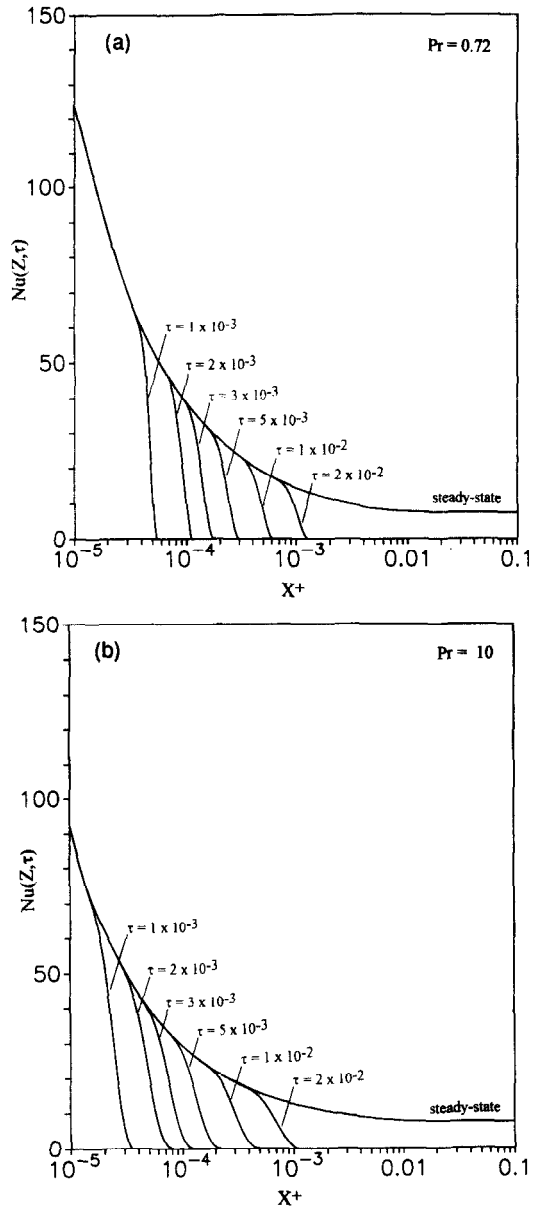 150
(a)
Pr = 0.72
100
Nu(Z,τ)
τ = 1 x 10-3
50
τ = 2 x 10-3
τ = 3 x 10-3
τ = 5 x 10-3
τ = 1 x 10-2
τ = 2 x 10-2
steady-state
0
10-5
10-4
10-3
0.01
0.1
X+
150
(b)
Pr = 10
100
Nu(Z,τ)
τ = 1 x 10-3
50
τ = 2 x 10-3
τ = 3 x 10-3
τ = 5 x 10-3
τ = 1 x 10-2
τ = 2 x 10-2
steady-state
0
10-5
10-4
10-3
0.01
0.1
X+